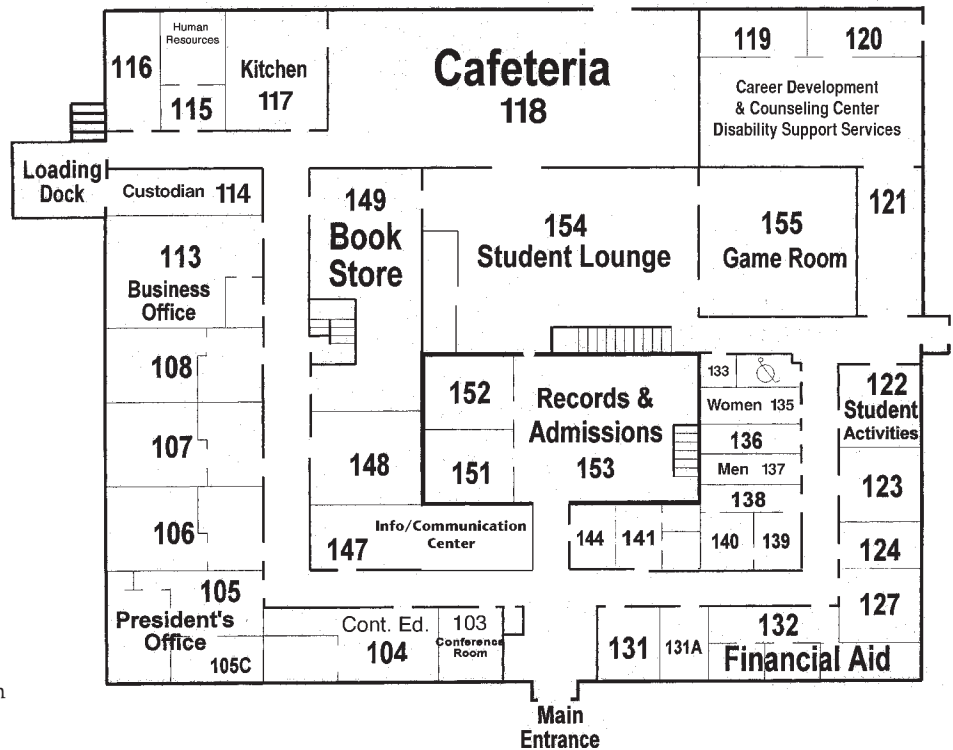 Human
Resources
116
115
Kitchen
117
Cafeteria
118
119
120
Career Development
& Counseling Center
Disability Support Services
Loading
Dock
Custodian 114
149
Book
Store
154
Student Lounge
155
Game Room
121
113
Business
Office
108
107
106
152
151
Records &
Admissions
153
133
Women 135
136
Men 137
138
122
Student
Activities
123
124
127
148
147
Info/Communication
Center
144
141
140
139
105
President's
Office
105C
Cont. Ed.
104
103
Conference
Room
131
131A
132
Financial Aid
Main
Entrance
n